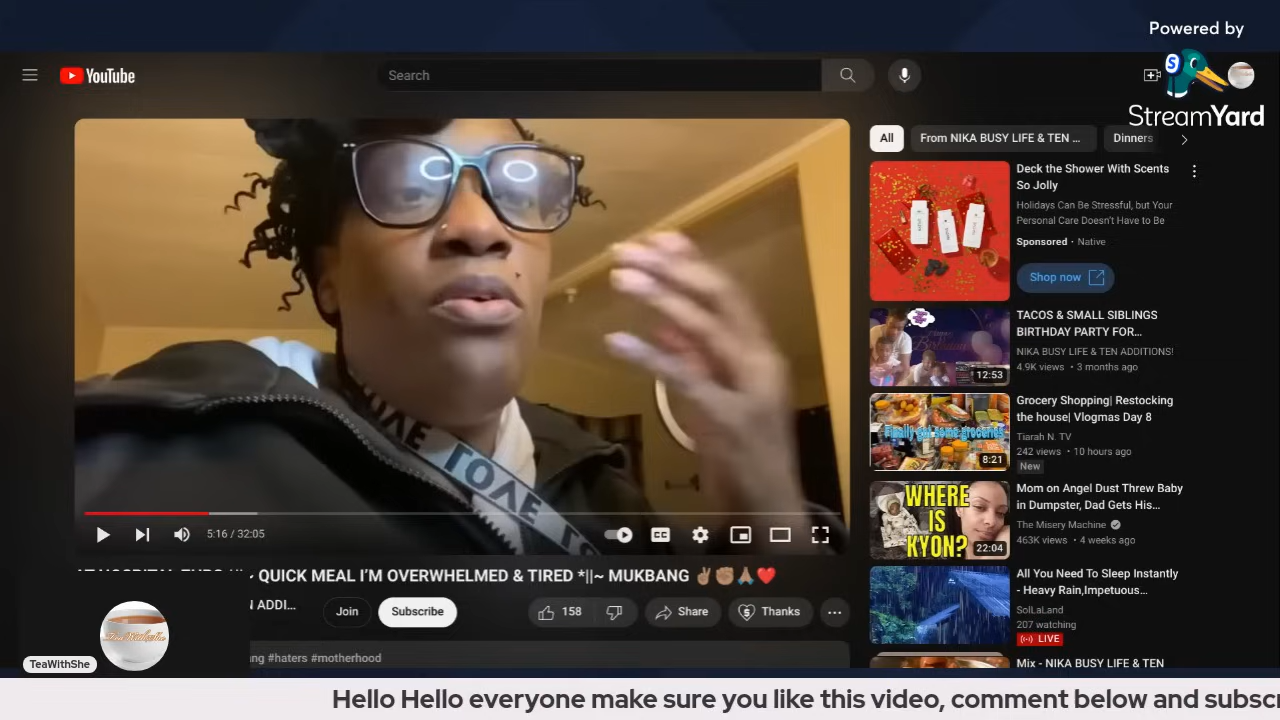 Powered by
StreamYard
YouTube
Search
All
From NIKA BUSY LIFE & TEN ...
Dinners
Deck the Shower With Scents
So Jolly
Holidays Can Be Stressful, but Your
Personal Care Doesn't Have to Be
Sponsored · Native
Shop now
TACOS & SMALL SIBLINGS
BIRTHDAY PARTY FOR...
NIKA BUSY LIFE & TEN ADDITIONS!
4.9K views · 3 months ago
12:53
Finally got some groceries
Grocery Shopping| Restocking
the house| Vlogmas Day 8
Tiarah N. TV
242 views · 10 hours ago
New
8:21
WHERE
IS
KYON?
22:04
Mom on Angel Dust Threw Baby
in Dumpster, Dad Gets His...
The Misery Machine
463K views · 4 weeks ago
All You Need To Sleep Instantly
- Heavy Rain,Impetuous...
SolLaLand
207 watching
LIVE
Mix - NIKA BUSY LIFE & TEN
LOVE
5:16 / 32:05
QUICK MEAL I'M OVERWHELMED & TIRED *||~ MUKBANG ✌🏽✊🏽🙏🏽❤️
ADDI...
Join
Subscribe
158
Share
Thanks
#haters #motherhood
TeaWithShe
Hello Hello everyone make sure you like this video, comment below and subsc